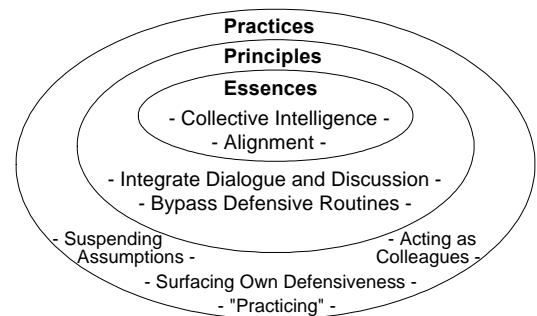 Practices
Principles
Essences
- Collective Intelligence -
- Alignment -
- Integrate Dialogue and Discussion -
- Bypass Defensive Routines -
- Suspending
Assumptions -
- Acting as
Colleagues -
- Surfacing Own Defensiveness -
- "Practicing" -